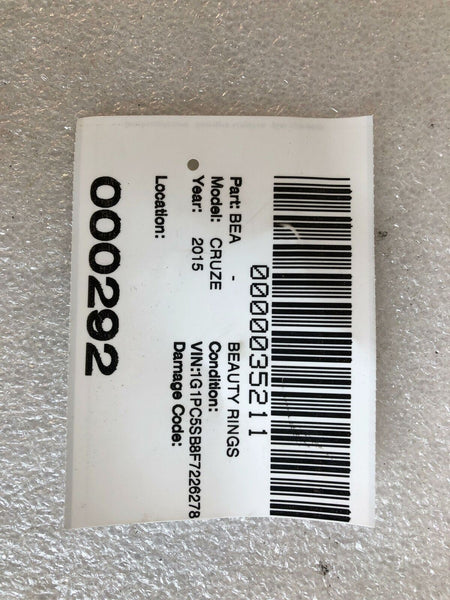 0000035211
Part: BEA - BEAUTY RINGS
Model: CRUZE Condition:
Year: 2015 VIN:1G1PC5SB8F7226278
Damage Code:
Location:
000292